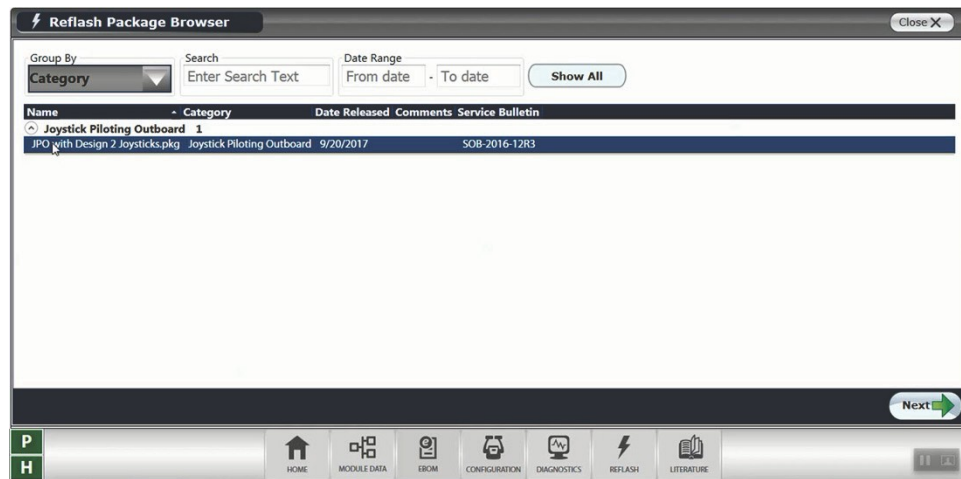 Reflash Package Browser
Close X
Group By
Search
Date Range
Category
Enter Search Text
From date - To date
Show All
Name Category Date Released Comments Service Bulletin
Joystick Piloting Outboard 1
JPO with Design 2 Joysticks.pkg Joystick Piloting Outboard 9/20/2017 SOB-2016-12R3
Next
P
H
HOME
MODULE DATA
EBOM
CONFIGURATION
DIAGNOSTICS
REFLASH
LITERATURE